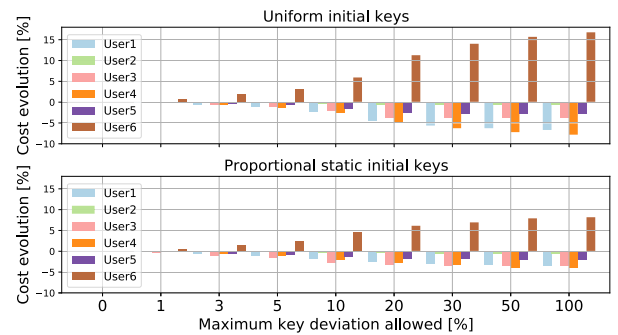 Uniform initial keys
Cost evolution [%]
15
10
5
0
−5
−10
User1
User2
User3
User4
User5
User6
Proportional static initial keys
Cost evolution [%]
15
10
5
0
−5
−10
User1
User2
User3
User4
User5
User6
0 1 3 5 10 20 30 50 100
Maximum key deviation allowed [%]